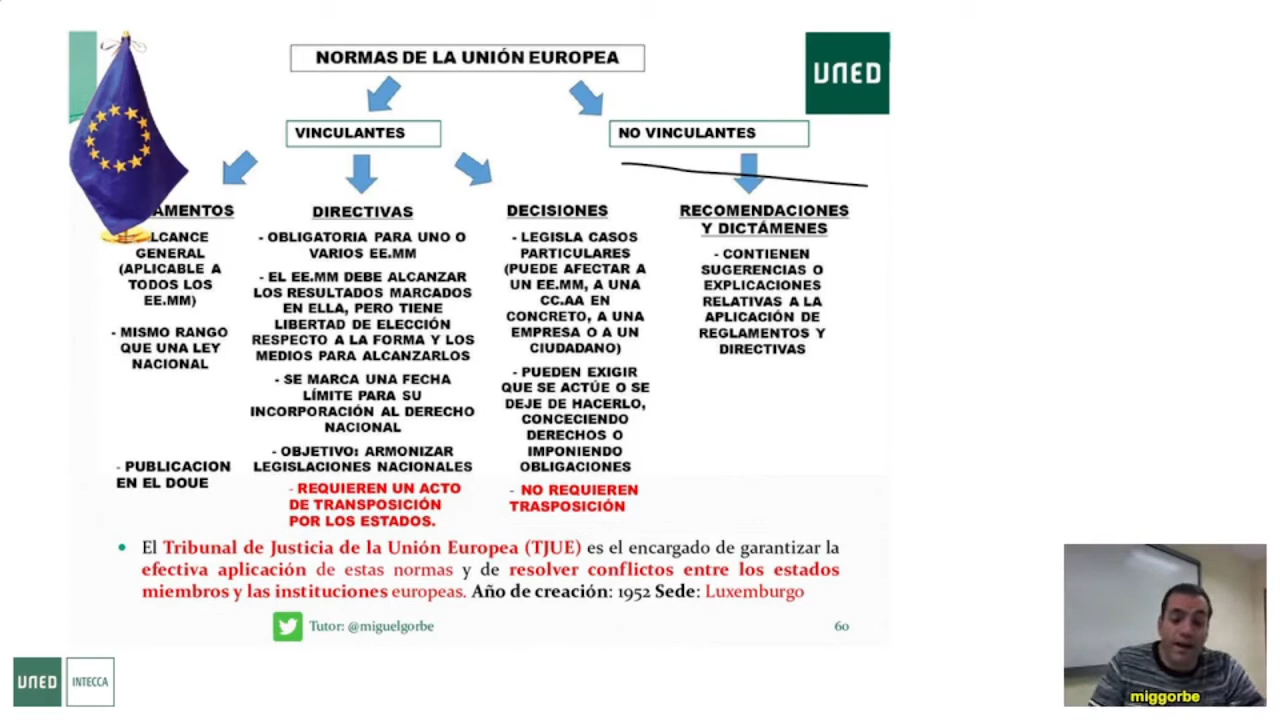 NORMAS DE LA UNIÓN EUROPEA
UNED
VINCULANTES
NO VINCULANTES
AMENTOS
LCANCE
GENERAL
(APLICABLE A
TODOS LOS
EE.MM)
- MISMO RANGO
QUE UNA LEY
NACIONAL
- PUBLICACION
EN EL DOUE
DIRECTIVAS
- OBLIGATORIA PARA UNO O
VARIOS EE.MM
- EL EE.MM DEBE ALCANZAR
LOS RESULTADOS MARCADOS
EN ELLA, PERO TIENE
LIBERTAD DE ELECCIÓN
RESPECTO A LA FORMA Y LOS
MEDIOS PARA ALCANZARLOS
- SE MARCA UNA FECHA
LÍMITE PARA SU
INCORPORACIÓN AL DERECHO
NACIONAL
- OBJETIVO: ARMONIZAR
LEGISLACIONES NACIONALES
- REQUIEREN UN ACTO
DE TRANSPOSICIÓN
POR LOS ESTADOS.
DECISIONES
- LEGISLA CASOS
PARTICULARES
(PUEDE AFECTAR A
UN EE.MM, A UNA
CC.AA EN
CONCRETO, A UNA
EMPRESA O A UN
CIUDADANO)
- PUEDEN EXIGIR
QUE SE ACTÚE O SE
DEJE DE HACERLO,
CONCECIENDO
DERECHOS O
IMPONIENDO
OBLIGACIONES
- NO REQUIEREN
TRASPOSICIÓN
RECOMENDACIONES
Y DICTÁMENES
- CONTIENEN
SUGERENCIAS O
EXPLICACIONES
RELATIVAS A LA
APLICACIÓN DE
REGLAMENTOS Y
DIRECTIVAS
• El Tribunal de Justicia de la Unión Europea (TJUE) es el encargado de garantizar la
efectiva aplicación de estas normas y de resolver conflictos entre los estados
miembros y las instituciones europeas. Año de creación: 1952 Sede: Luxemburgo
Tutor: @miguelgorbe
60
UNED INTECCA
miggorbe